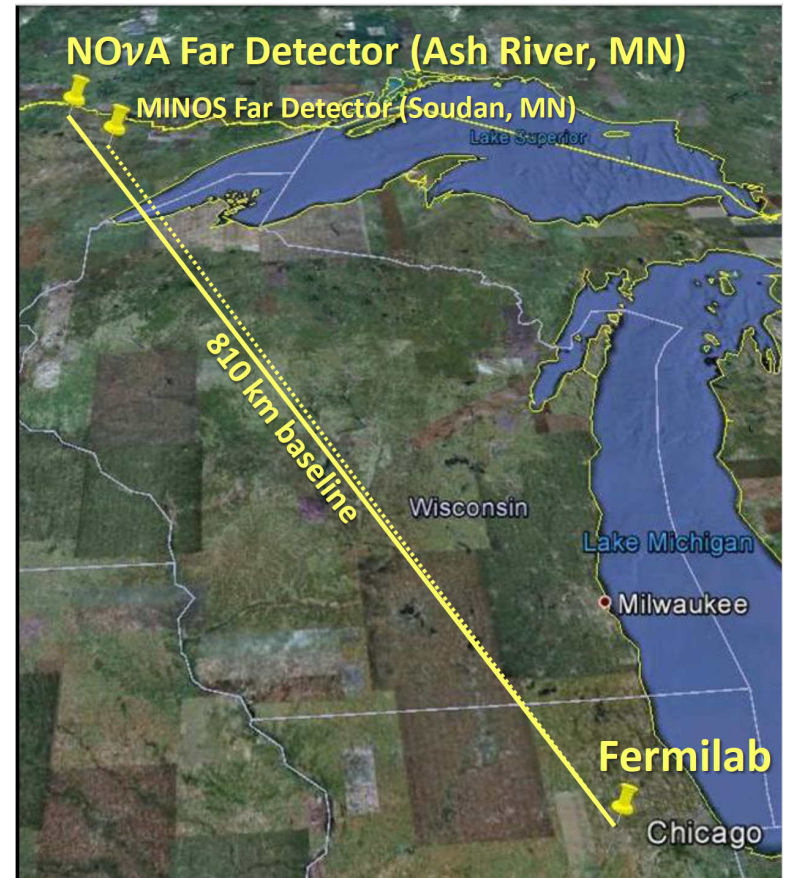 NOνA Far Detector (Ash River, MN)
MINOS Far Detector (Soudan, MN)
Lake Superior
810 km baseline
Wisconsin
Lake Michigan
Milwaukee
Fermilab
Chicago